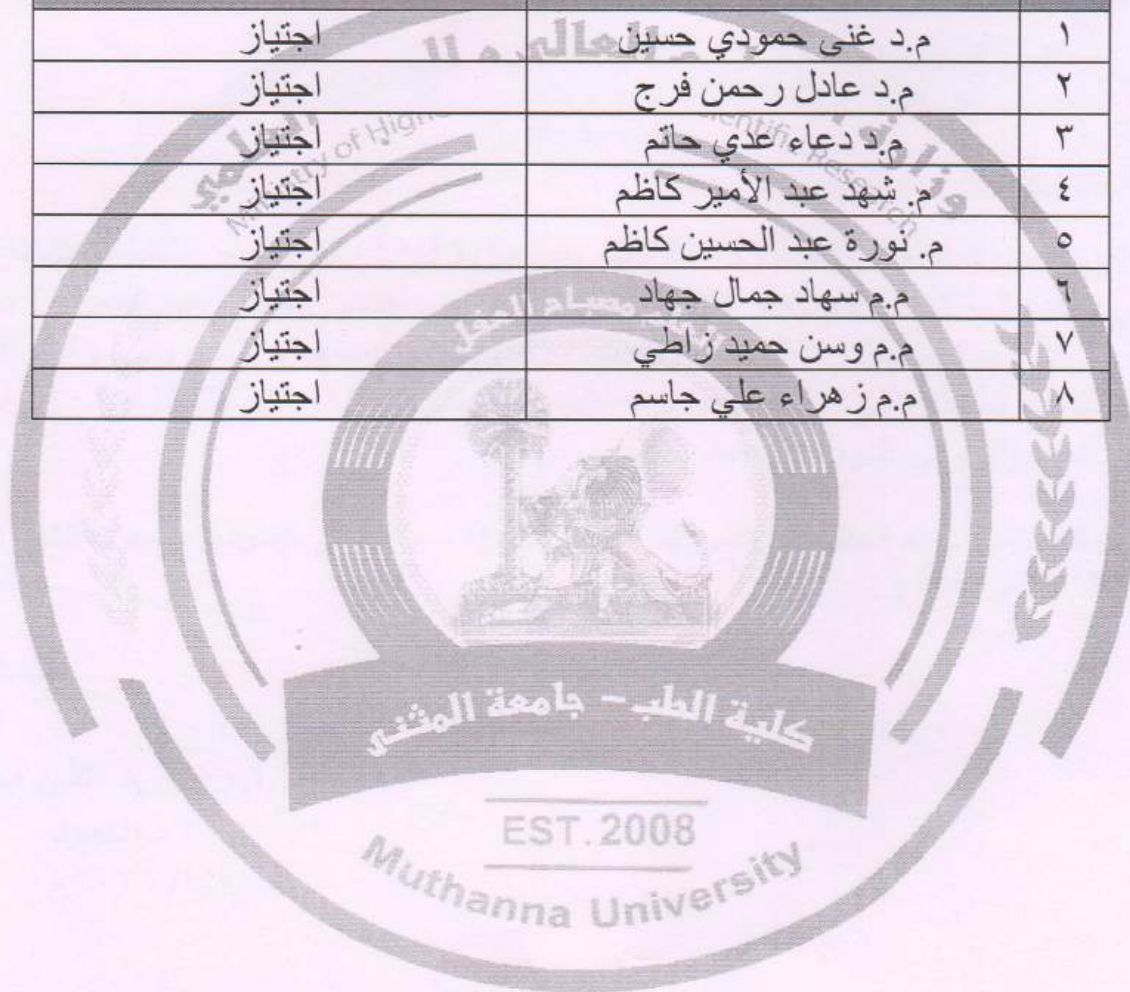 ١ م.د غنى حمودي حسين اجتياز
٢ م.د عادل رحمن فرج اجتياز
٣ م.د دعاء عدي حاتم اجتياز
٤ م. شهد عبد الأمير كاظم اجتياز
٥ م. نورة عبد الحسين كاظم اجتياز
٦ م.م سهاد جمال جهاد اجتياز
٧ م.م وسن حميد زاطي اجتياز
٨ م.م زهراء علي جاسم اجتياز
كلية الطب - جامعة المثنى
EST. 2008
Muthanna University